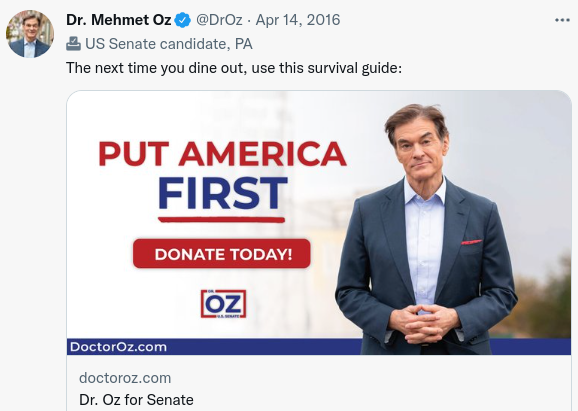 Dr. Mehmet Oz @DrOz · Apr 14, 2016
US Senate candidate, PA
The next time you dine out, use this survival guide:
PUT AMERICA
FIRST
DONATE TODAY!
DR.
OZ
U.S. SENATE
DoctorOz.com
doctoroz.com
Dr. Oz for Senate